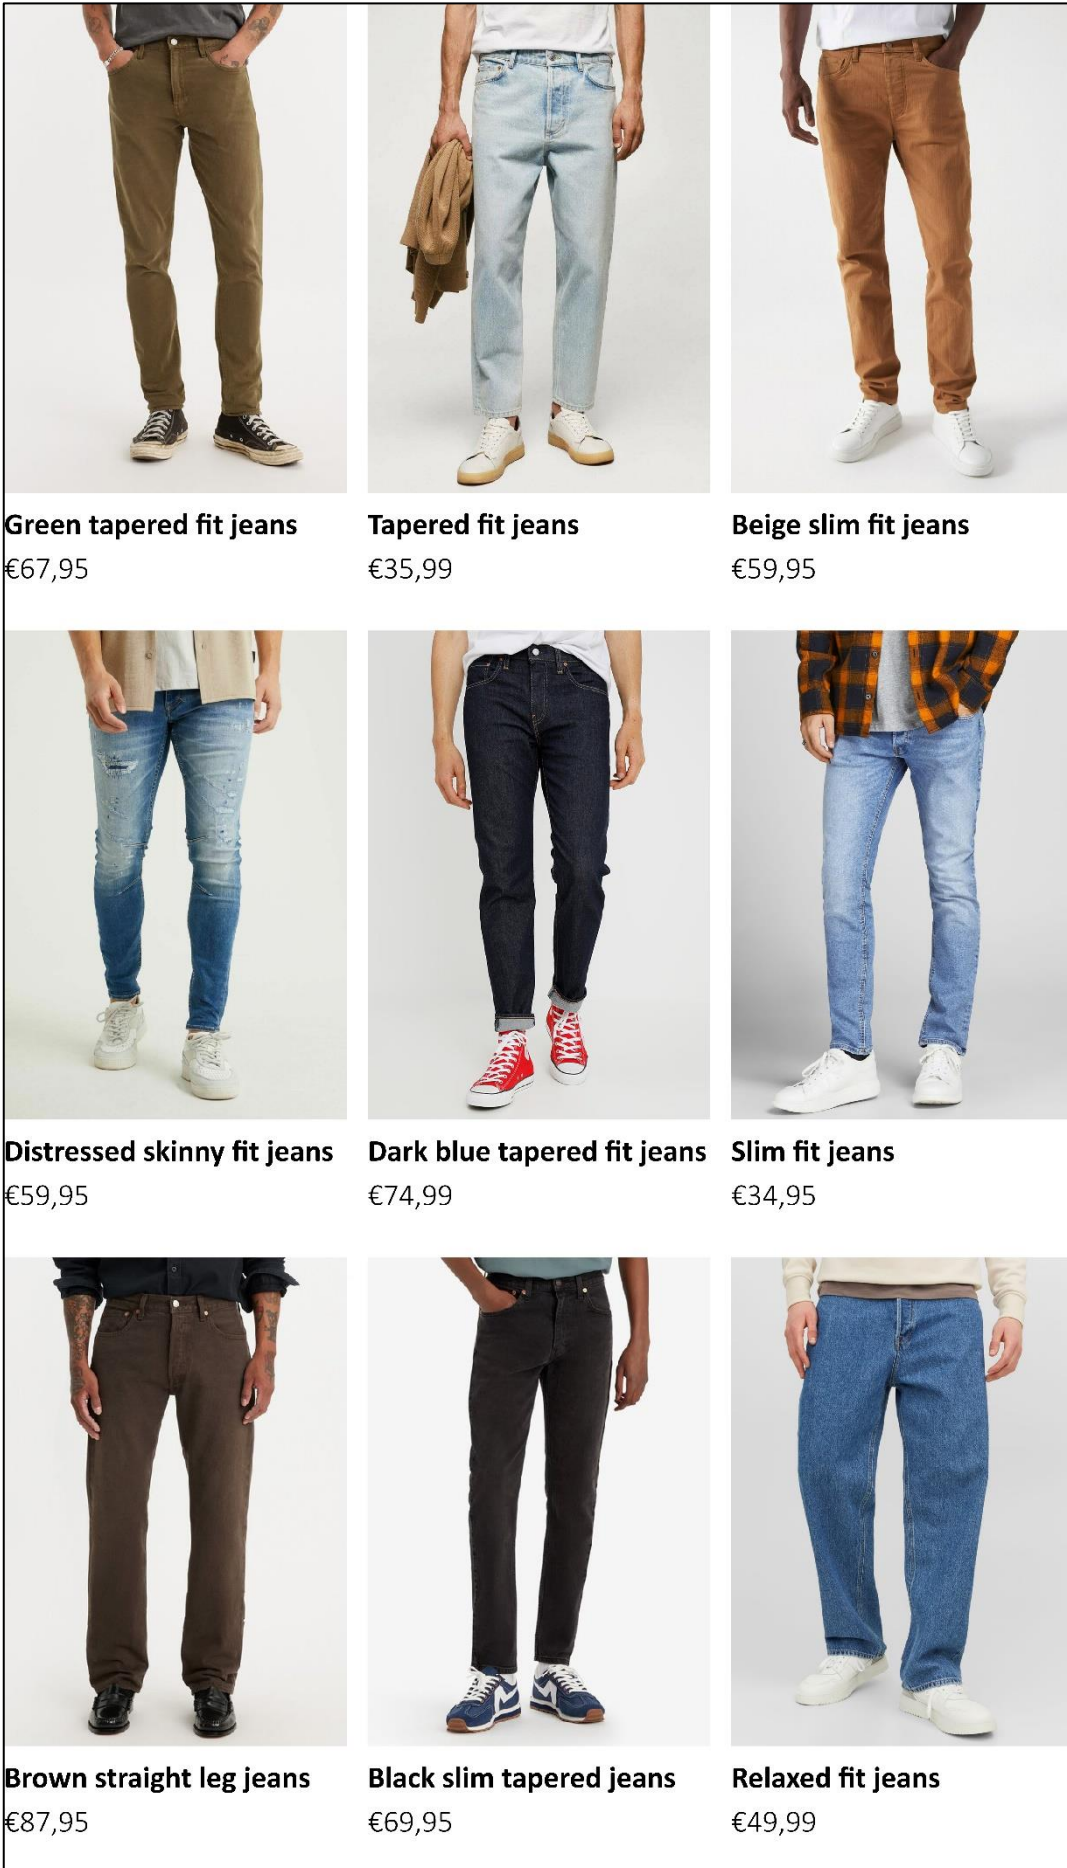 Green tapered fit jeans
€67,95
Tapered fit jeans
€35,99
Beige slim fit jeans
€59,95
Distressed skinny fit jeans
€59,95
Dark blue tapered fit jeans
€74,99
Slim fit jeans
€34,95
Brown straight leg jeans
€87,95
Black slim tapered jeans
€69,95
Relaxed fit jeans
€49,99